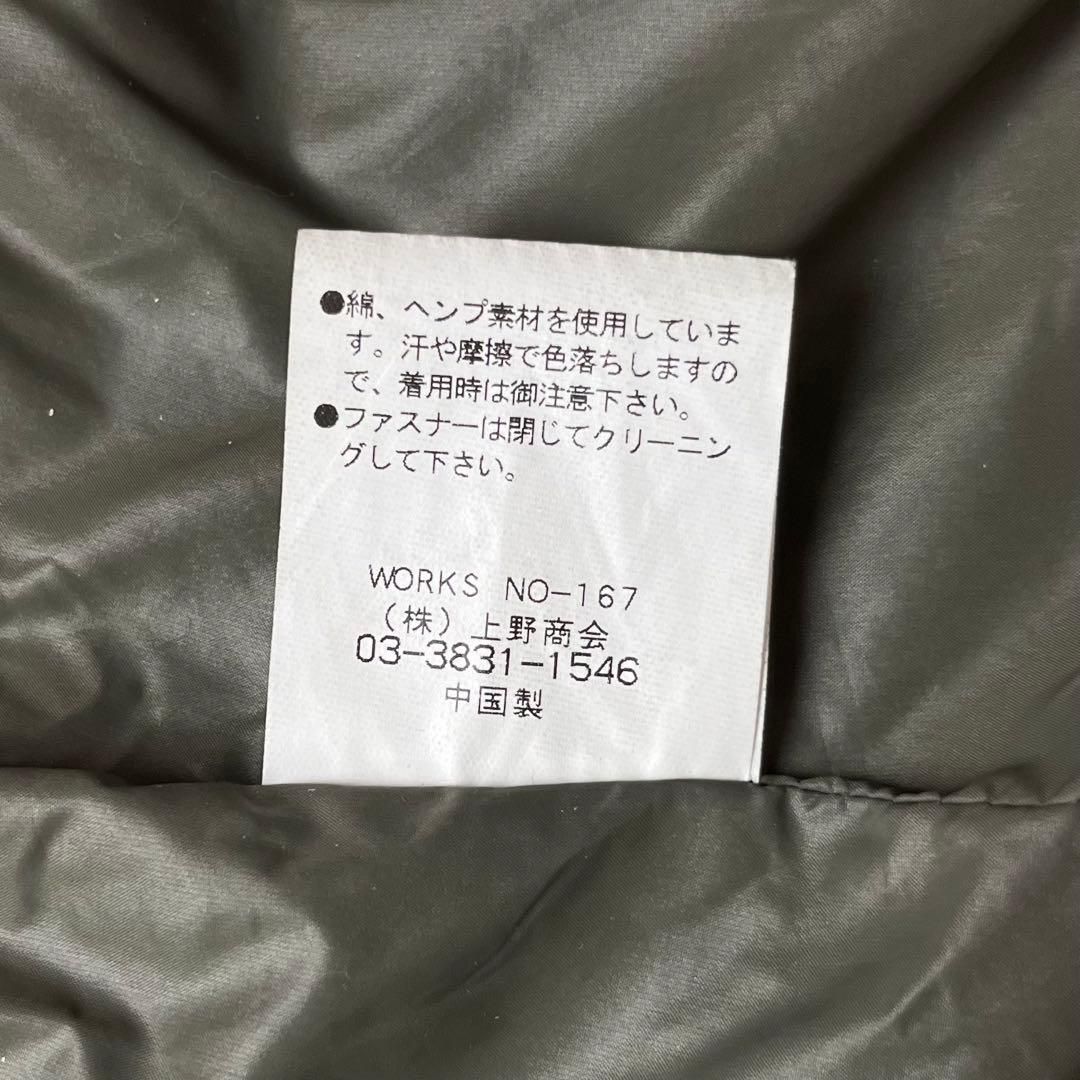 ●綿、ヘンプ素材を使用していま
す。汗や摩擦で色落ちしますの
で、着用時は御注意下さい。
●ファスナーは閉じてクリーニン
グして下さい。
WORKS NO-167
(株)上野商会
03-3831-1546
中国製